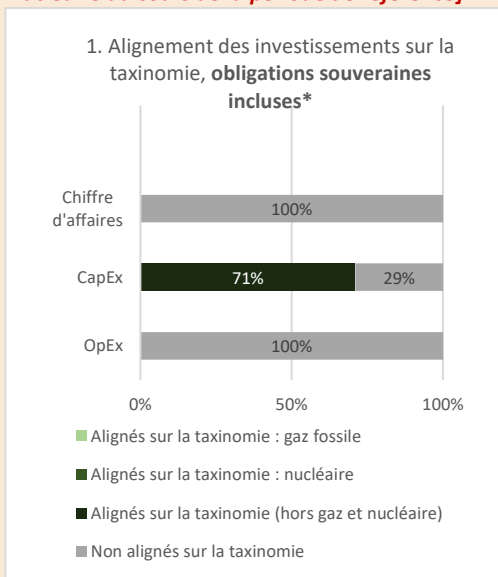 1. Alignement des investissements sur la
taxinomie, obligations souveraines
incluses*
Chiffre
d'affaires
100%
CapEx
71%
29%
OpEx
100%
0%
50%
100%
Alignés sur la taxinomie : gaz fossile
Alignés sur la taxinomie : nucléaire
Alignés sur la taxinomie (hors gaz et nucléaire)
Non alignés sur la taxinomie